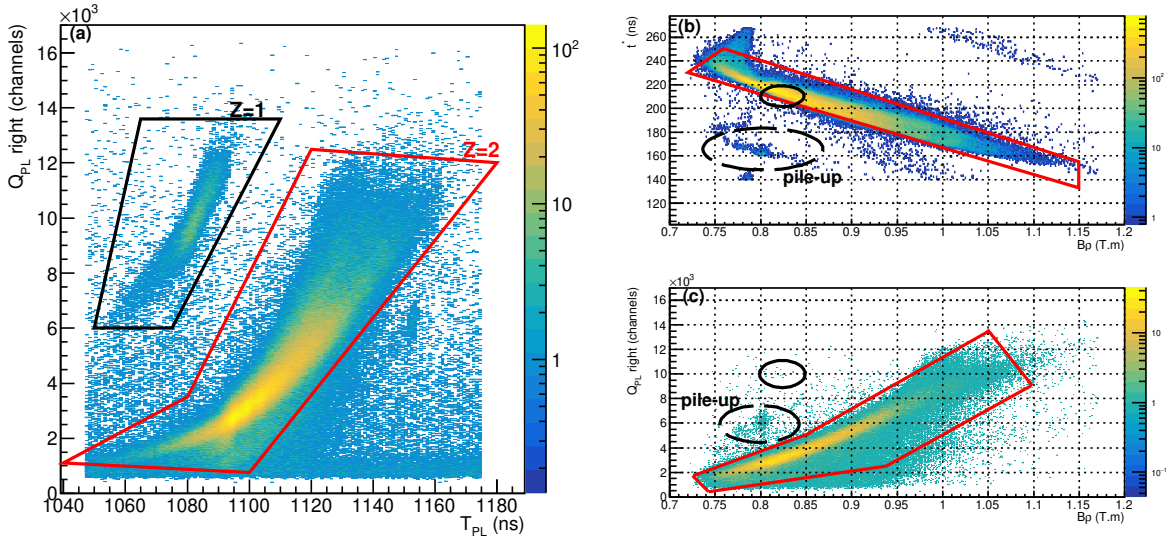 ×10³
16000
(a)
Z=1
Z=2
Q_PL right (channels)
16
14
12
10
8
6
4
2
0
1040 1060 1080 1100 1120 1140 1160 1180
T_PL (ns)
10²
10
1
(b)
t* (ns)
260
240
220
200
180
160
140
120
pile-up
0.7 0.75 0.8 0.85 0.9 0.95 1 1.05 1.1 1.15 1.2
Bρ (T.m)
10²
10
1
×10³
(c)
Q_PL right (channels)
16
14
12
10
8
6
4
2
0
pile-up
0.7 0.75 0.8 0.85 0.9 0.95 1 1.05 1.1 1.15 1.2
Bρ (T.m)
10
1
10⁻¹